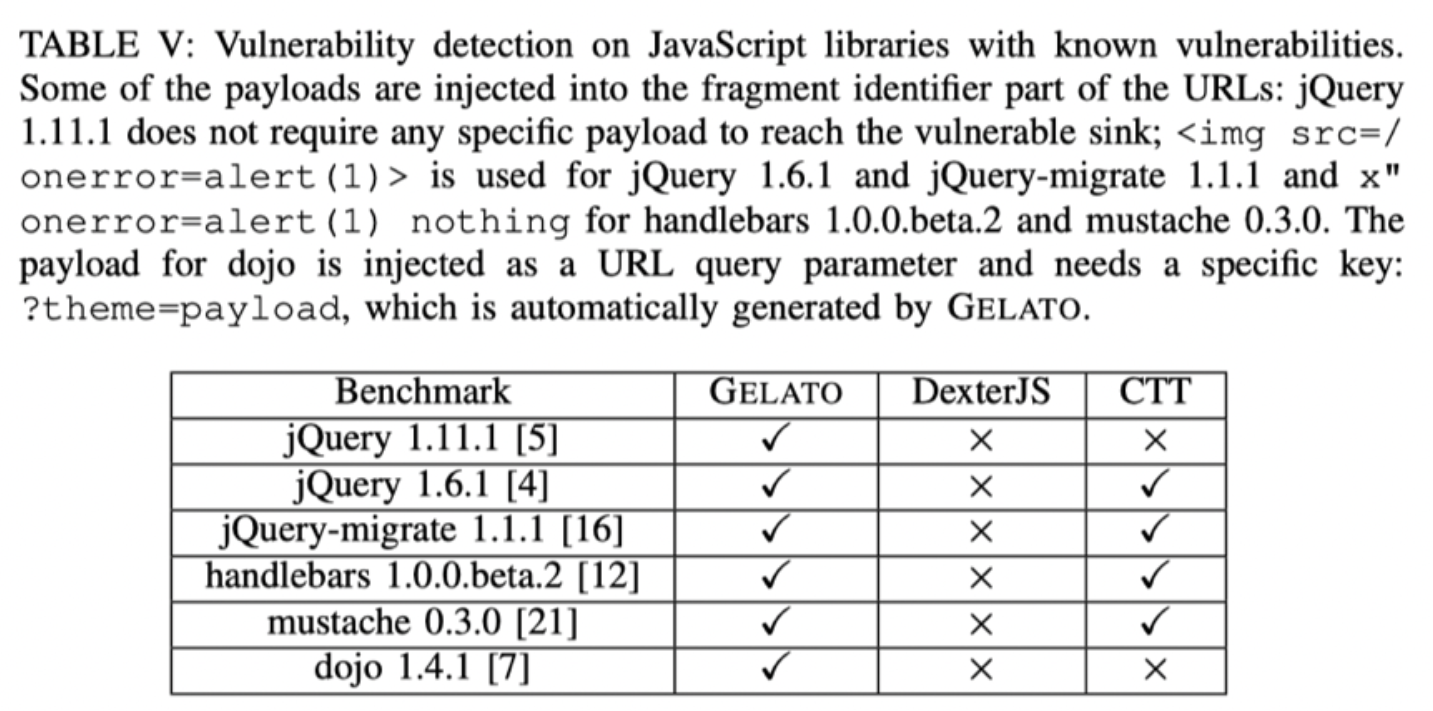 TABLE V: Vulnerability detection on JavaScript libraries with known vulnerabilities.
Some of the payloads are injected into the fragment identifier part of the URLs: jQuery
1.11.1 does not require any specific payload to reach the vulnerable sink; <img src=/
onerror=alert(1)> is used for jQuery 1.6.1 and jQuery-migrate 1.1.1 and x"
onerror=alert(1) nothing for handlebars 1.0.0.beta.2 and mustache 0.3.0. The
payload for dojo is injected as a URL query parameter and needs a specific key:
?theme=payload, which is automatically generated by GELATO.
Benchmark GELATO DexterJS CTT
jQuery 1.11.1 [5] ✓ × ×
jQuery 1.6.1 [4] ✓ × ✓
jQuery-migrate 1.1.1 [16] ✓ × ✓
handlebars 1.0.0.beta.2 [12] ✓ × ✓
mustache 0.3.0 [21] ✓ × ✓
dojo 1.4.1 [7] ✓ × ×